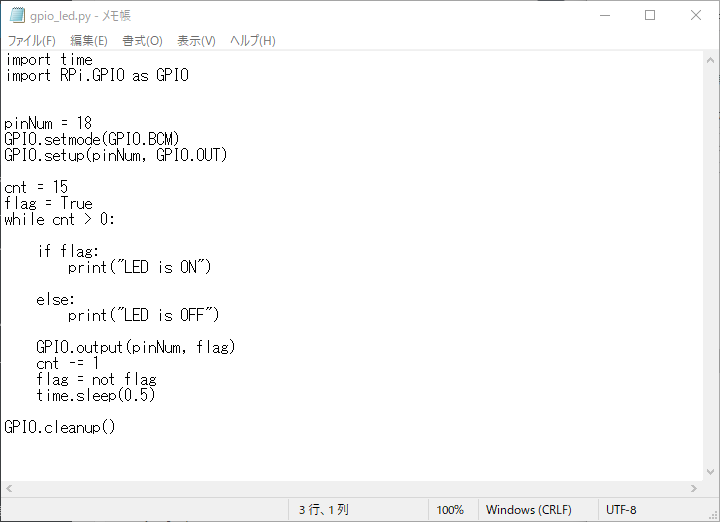 gpio_led.py - メモ帳
ファイル(F) 編集(E) 書式(O) 表示(V) ヘルプ(H)
import time
import RPi.GPIO as GPIO
pinNum = 18
GPIO.setmode(GPIO.BCM)
GPIO.setup(pinNum, GPIO.OUT)
cnt = 15
flag = True
while cnt > 0:
    if flag:
        print("LED is ON")
    else:
        print("LED is OFF")
    GPIO.output(pinNum, flag)
    cnt -= 1
    flag = not flag
    time.sleep(0.5)
GPIO.cleanup()
3 行、1 列 100% Windows (CRLF) UTF-8